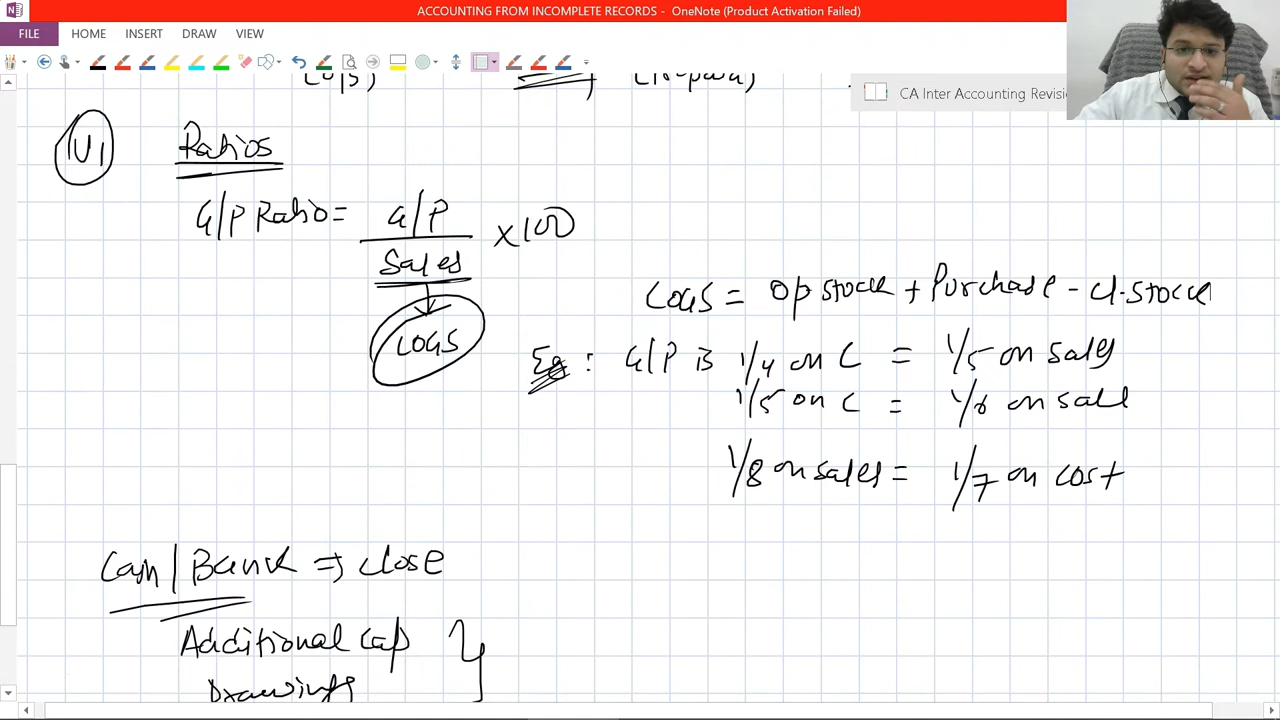 ACCOUNTING FROM INCOMPLETE RECORDS - OneNote (Product Activation Failed)
FILE HOME INSERT DRAW VIEW
CA Inter Accounting Revisi
IV)
Ratios
G/P Ratio = G/P / Sales × 100
COGS
COGS = Op. stock + Purchase - Cl. stock
Eg : G/P is 1/4 on C = 1/5 on sales
1/5 on C = 1/6 on sale
1/8 on sales = 1/7 on cost
Cash / Bank ⇒ close
Additional Cap
Drawings